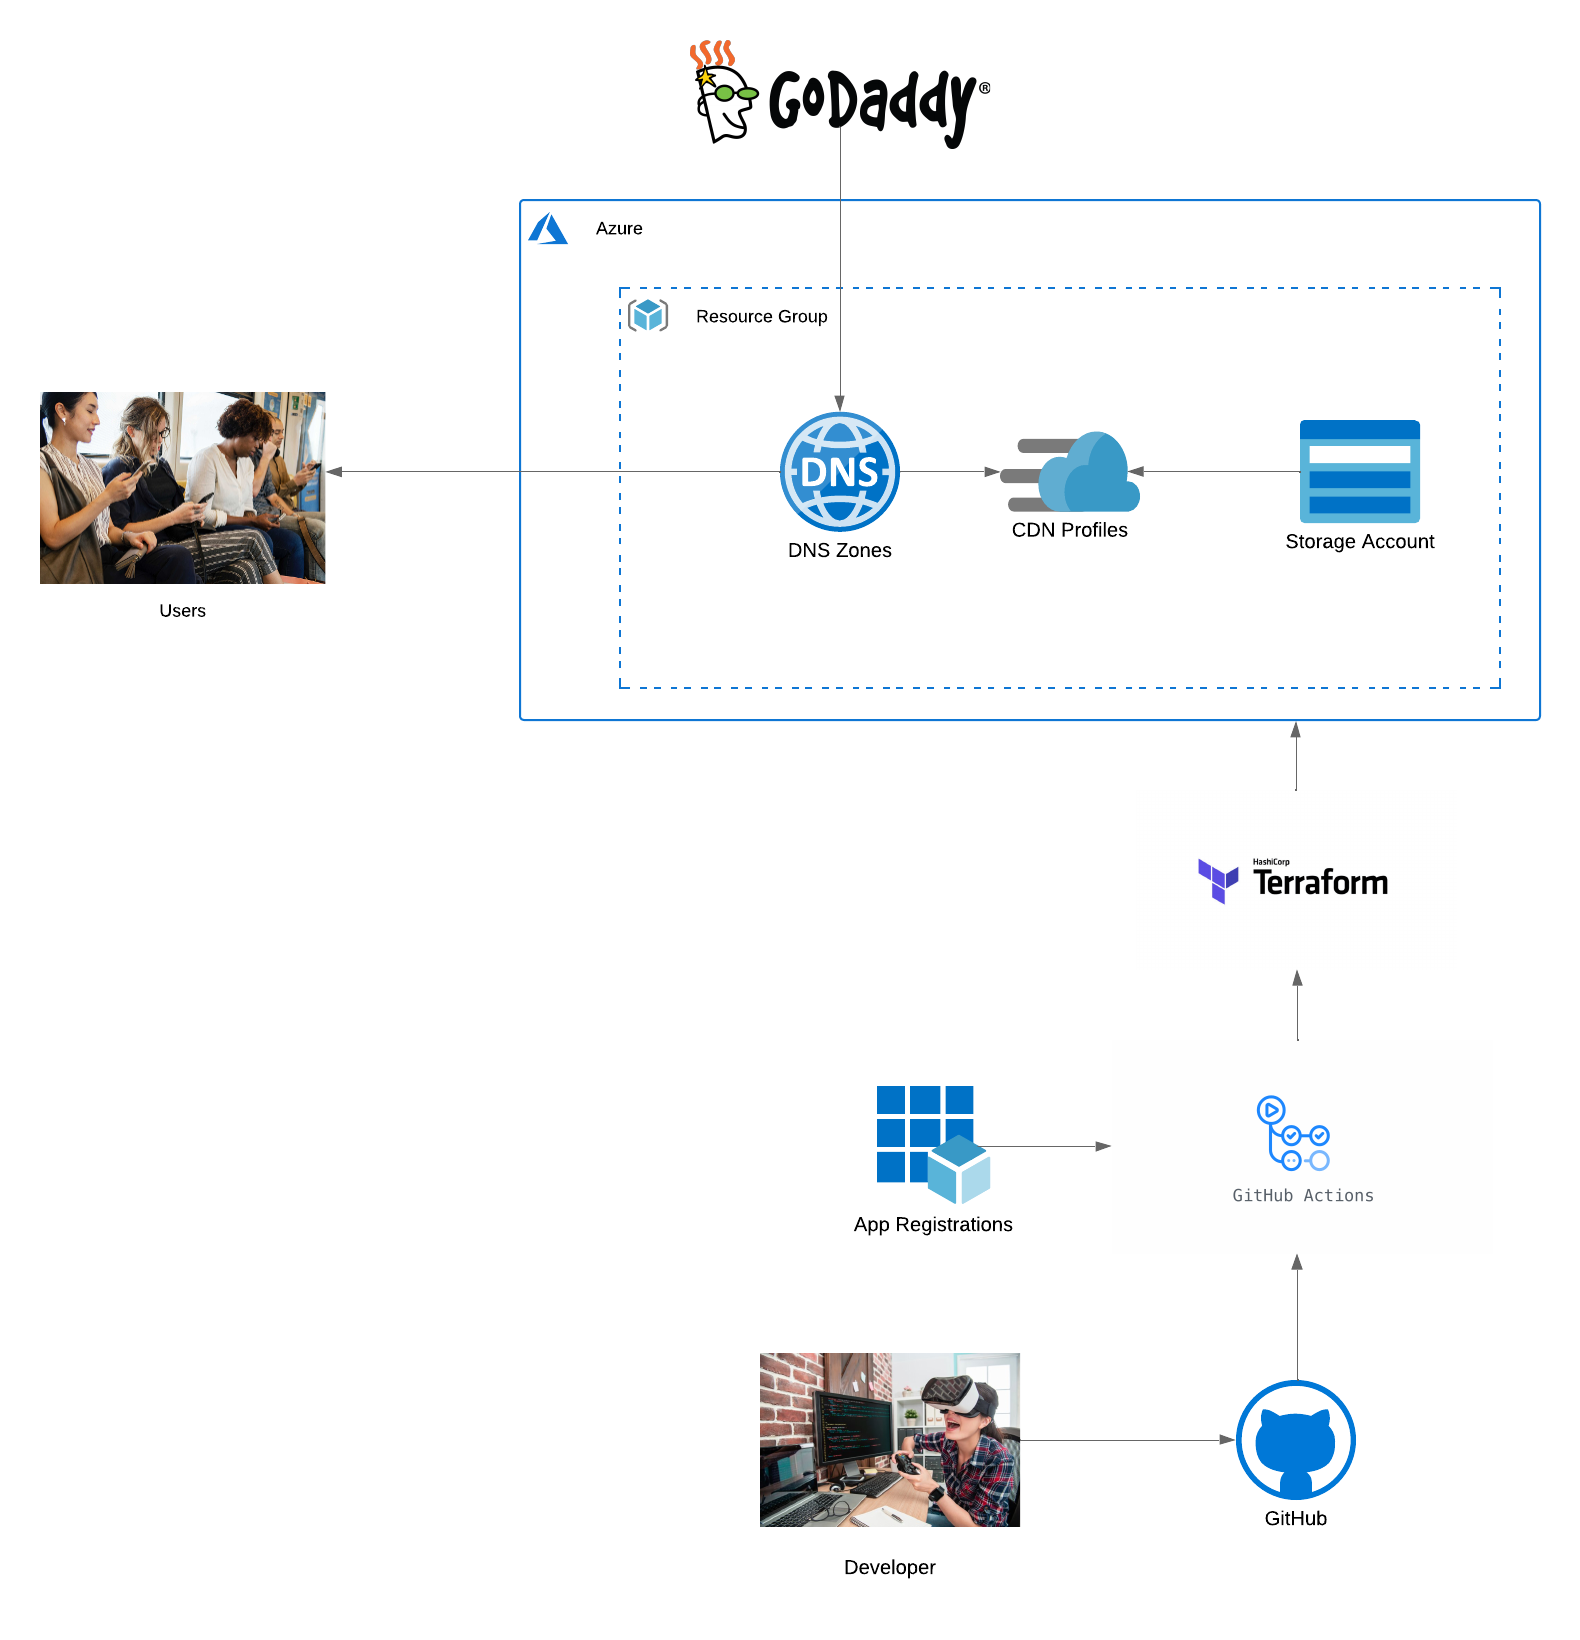 GoDaddy®
Azure
Resource Group
DNS
DNS Zones
CDN Profiles
Storage Account
Users
HashiCorp
Terraform
GitHub Actions
App Registrations
GitHub
Developer